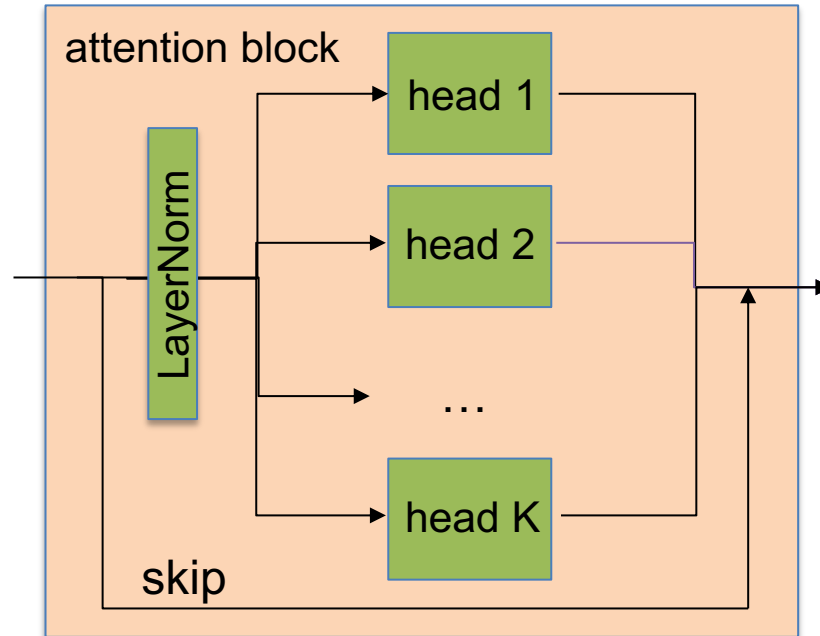 attention block
head 1
LayerNorm
head 2
…
head K
skip